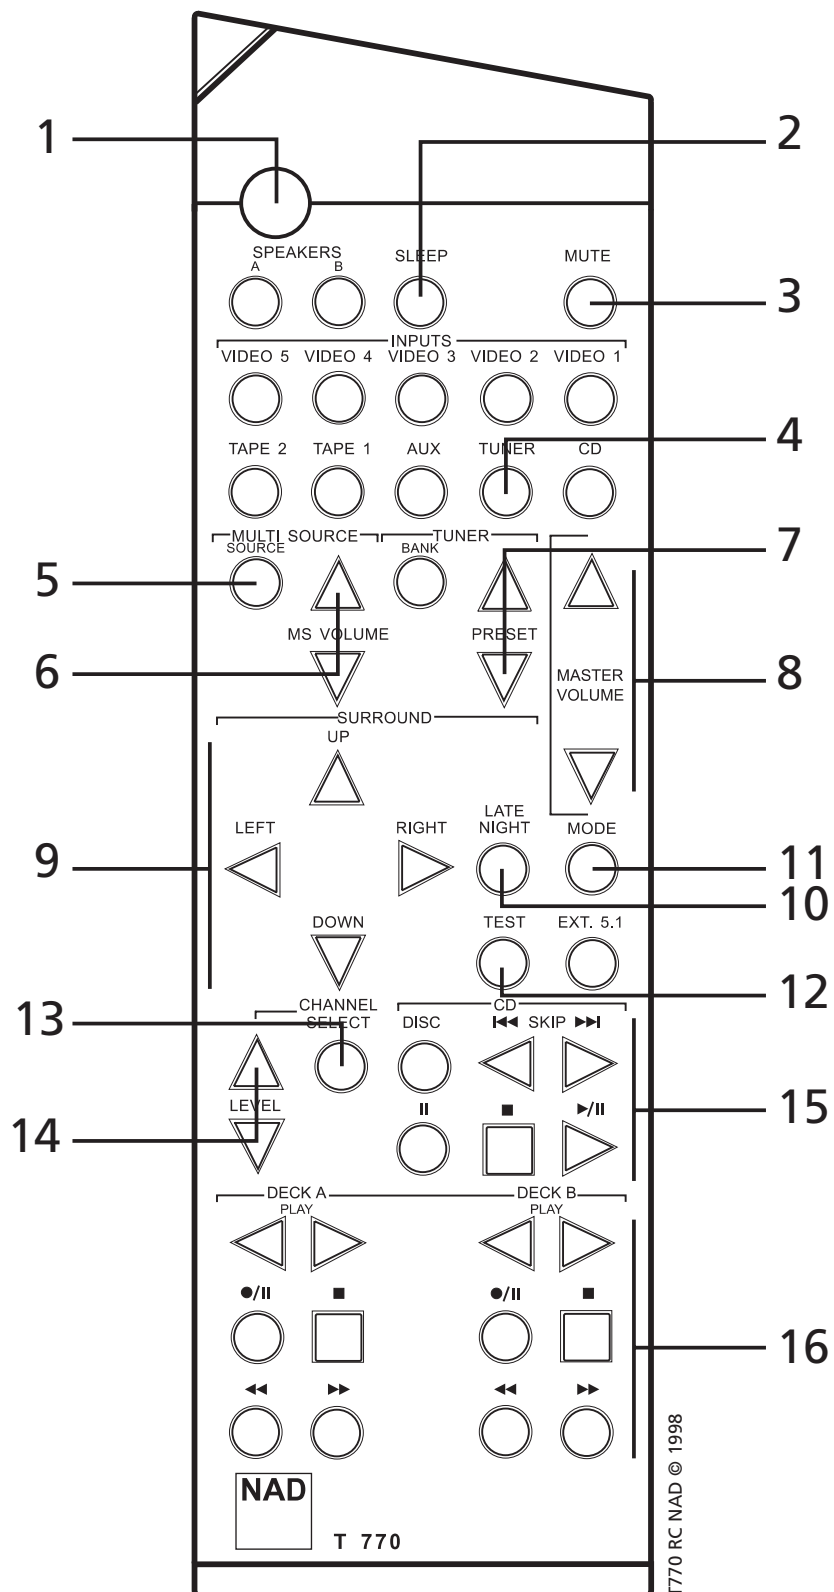 1
2
SPEAKERS
A B
SLEEP
MUTE
3
INPUTS
VIDEO 5 VIDEO 4 VIDEO 3 VIDEO 2 VIDEO 1
4
TAPE 2 TAPE 1 AUX TUNER CD
MULTI SOURCE
TUNER
SOURCE
BANK
5
7
MS VOLUME
PRESET
6
8
MASTER
VOLUME
SURROUND
UP
LEFT
RIGHT
LATE
NIGHT
MODE
9
11
10
DOWN
TEST
EXT. 5.1
12
13
CHANNEL
SELECT
CD
DISC
⏮ SKIP ⏭
LEVEL
14
⏸ ■ ▶/⏸
15
DECK A
PLAY
DECK B
PLAY
●/⏸ ■ ●/⏸ ■
16
◀◀ ▶▶ ◀◀ ▶▶
NAD
T 770
T770 RC NAD © 1998